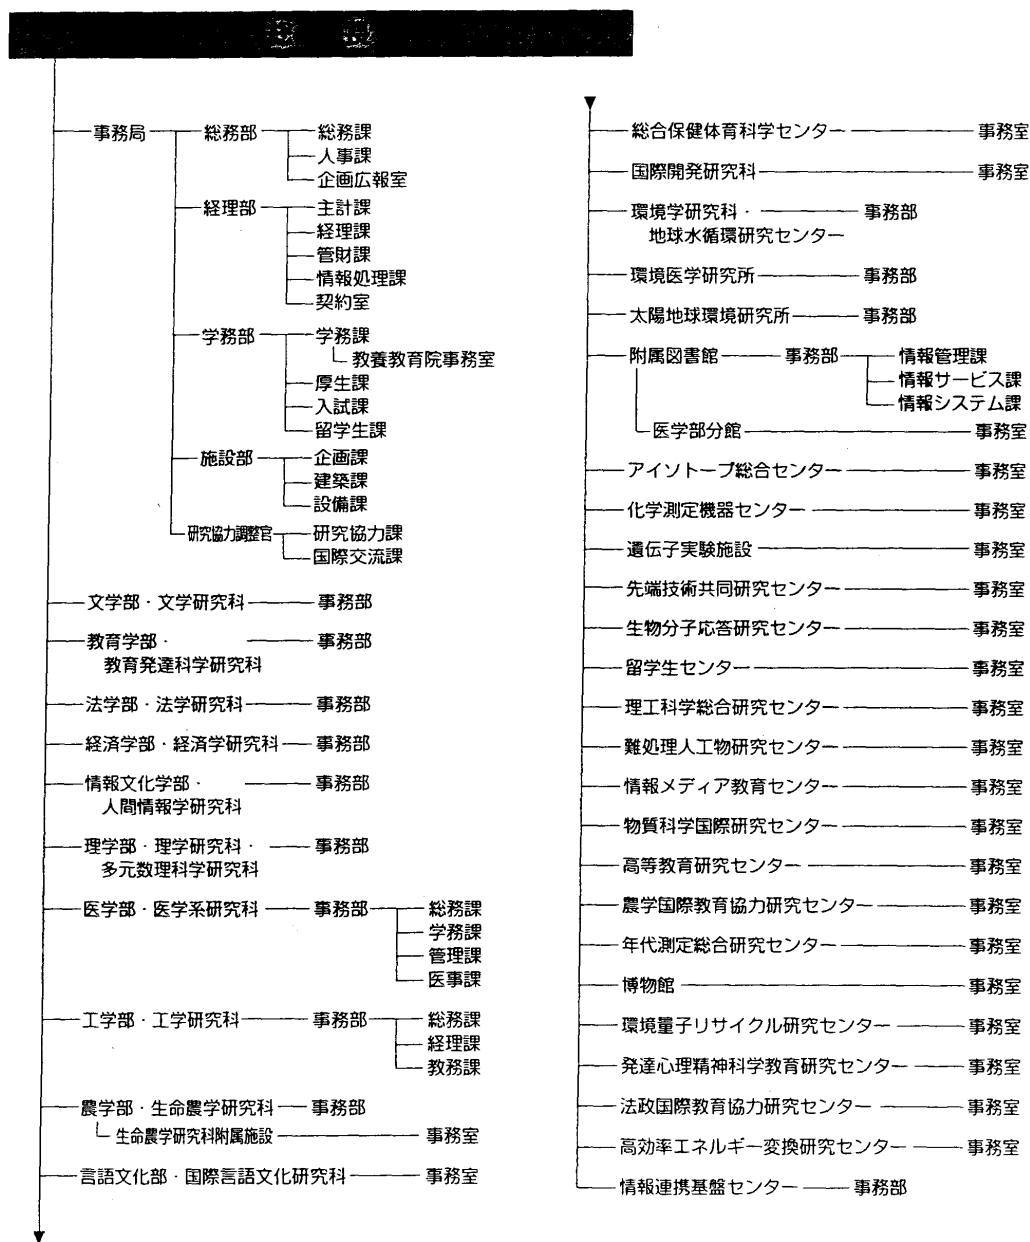 事務局 総務部 総務課
人事課
企画広報室
経理部 主計課
経理課
管財課
情報処理課
契約室
学務部 学務課
教養教育院事務室
厚生課
入試課
留学生課
施設部 企画課
建築課
設備課
研究協力調整官 研究協力課
国際交流課
文学部・文学研究科 事務部
教育学部・ 事務部
教育発達科学研究科
法学部・法学研究科 事務部
経済学部・経済学研究科 事務部
情報文化学部・ 事務部
人間情報学研究科
理学部・理学研究科・ 事務部
多元数理科学研究科
医学部・医学系研究科 事務部 総務課
学務課
管理課
医事課
工学部・工学研究科 事務部 総務課
経理課
教務課
農学部・生命農学研究科 事務部
生命農学研究科附属施設 事務室
言語文化部・国際言語文化研究科 事務室
総合保健体育科学センター 事務室
国際開発研究科 事務室
環境学研究科・ 事務部
地球水循環研究センター
環境医学研究所 事務部
太陽地球環境研究所 事務部
附属図書館 事務部 情報管理課
情報サービス課
情報システム課
医学部分館 事務室
アイソトープ総合センター 事務室
化学測定機器センター 事務室
遺伝子実験施設 事務室
先端技術共同研究センター 事務室
生物分子応答研究センター 事務室
留学生センター 事務室
理工科学総合研究センター 事務室
難処理人工物研究センター 事務室
情報メディア教育センター 事務室
物質科学国際研究センター 事務室
高等教育研究センター 事務室
農学国際教育協力研究センター 事務室
年代測定総合研究センター 事務室
博物館 事務室
環境量子リサイクル研究センター 事務室
発達心理精神科学教育研究センター 事務室
法政国際教育協力研究センター 事務室
高効率エネルギー変換研究センター 事務室
情報連携基盤センター 事務部